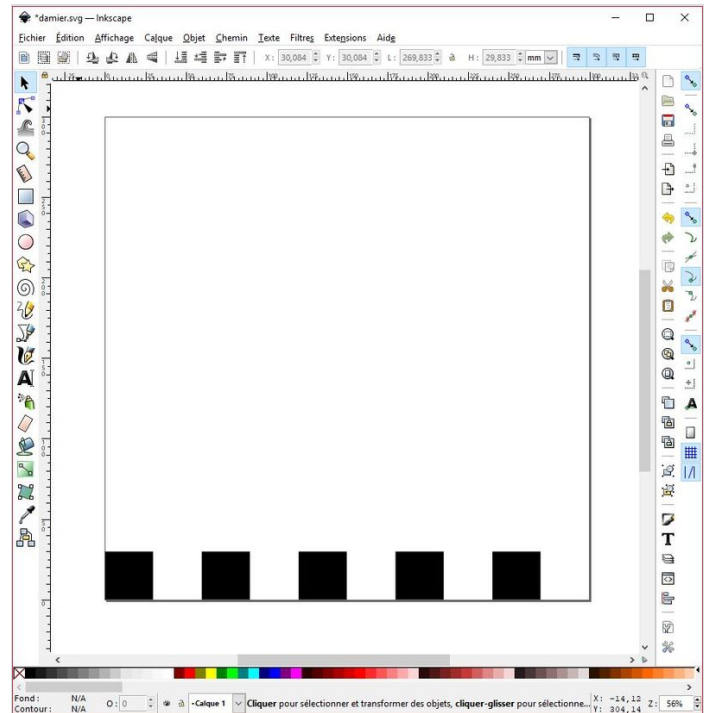 *damier.svg — Inkscape
Fichier Édition Affichage Calque Objet Chemin Texte Filtres Extensions Aide
X: 30,084 Y: 30,084 L: 269,833 H: 29,833 mm
Fond: N/A O: 0 -Calque 1 Cliquer pour sélectionner et transformer des objets, cliquer-glisser pour sélectionne... X: -14,12 Z: 56%
Contour: N/A Y: 304,14